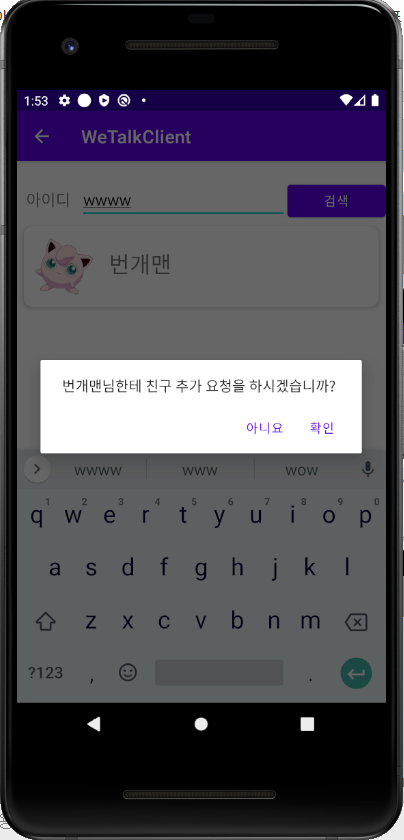 1:53
WeTalkClient
아이디 wwww 검색
번개맨
번개맨님한테 친구 추가 요청을 하시겠습니까?
아니요 확인
wwww www wow
1 2 3 4 5 6 7 8 9 0
q w e r t y u i o p
a s d f g h j k l
z x c v b n m
?123 , .